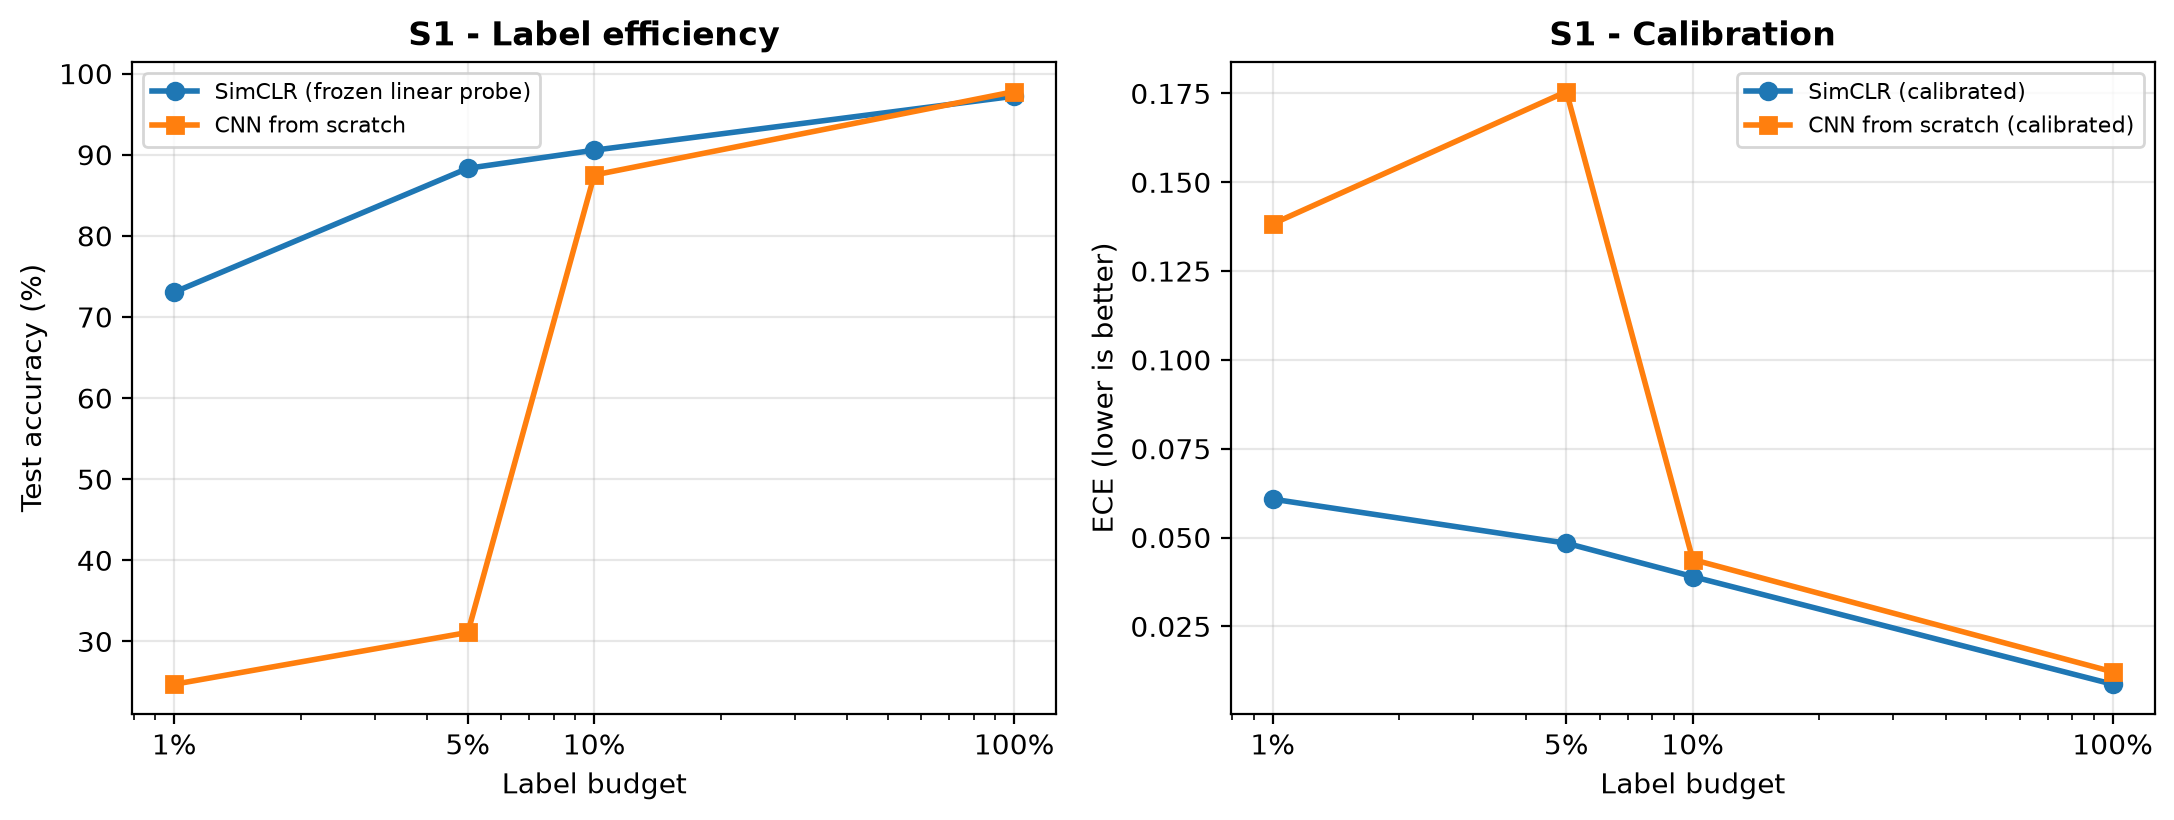 S1 - Label efficiency
SimCLR (frozen linear probe)
CNN from scratch
Test accuracy (%)
100
90
80
70
60
50
40
30
1% 5% 10% 100%
Label budget
S1 - Calibration
SimCLR (calibrated)
CNN from scratch (calibrated)
ECE (lower is better)
0.175
0.150
0.125
0.100
0.075
0.050
0.025
1% 5% 10% 100%
Label budget